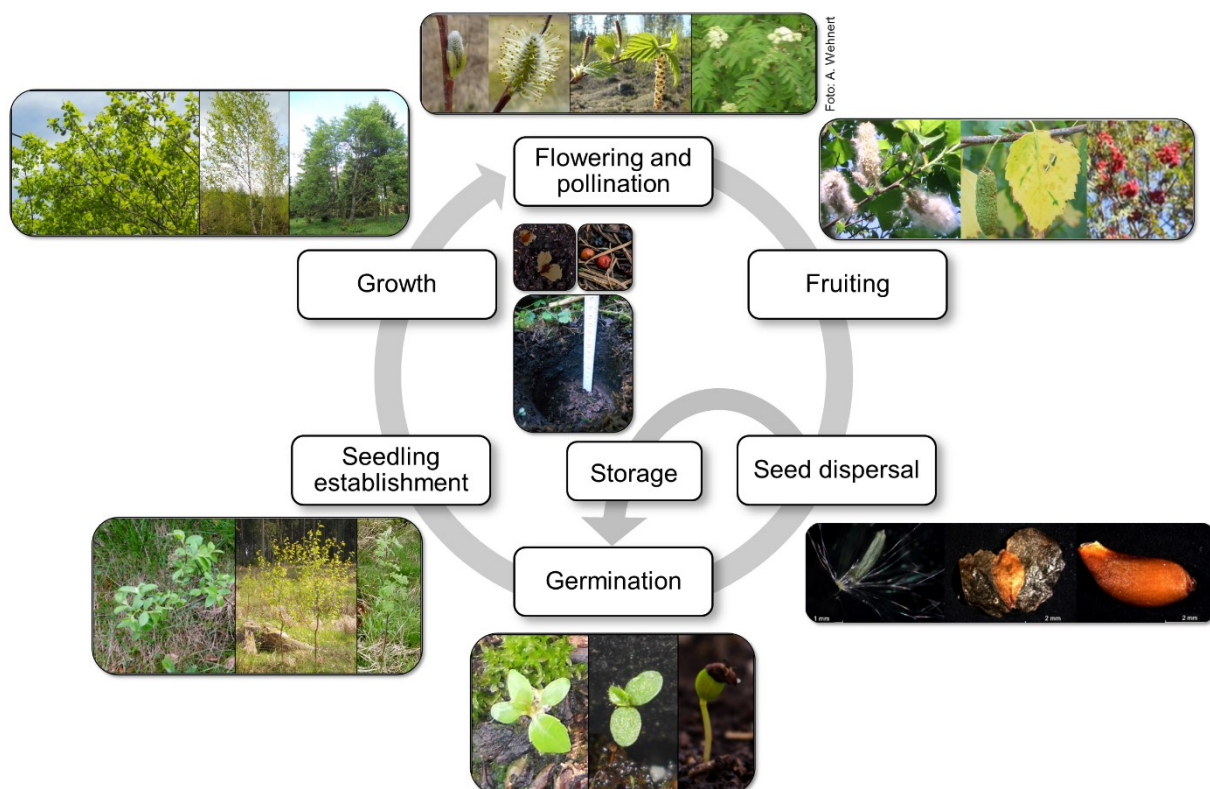 Foto: A. Wehnert
Flowering and
pollination
Growth
Fruiting
Seedling
establishment
Storage
Seed dispersal
Germination
1 mm
2 mm
2 mm